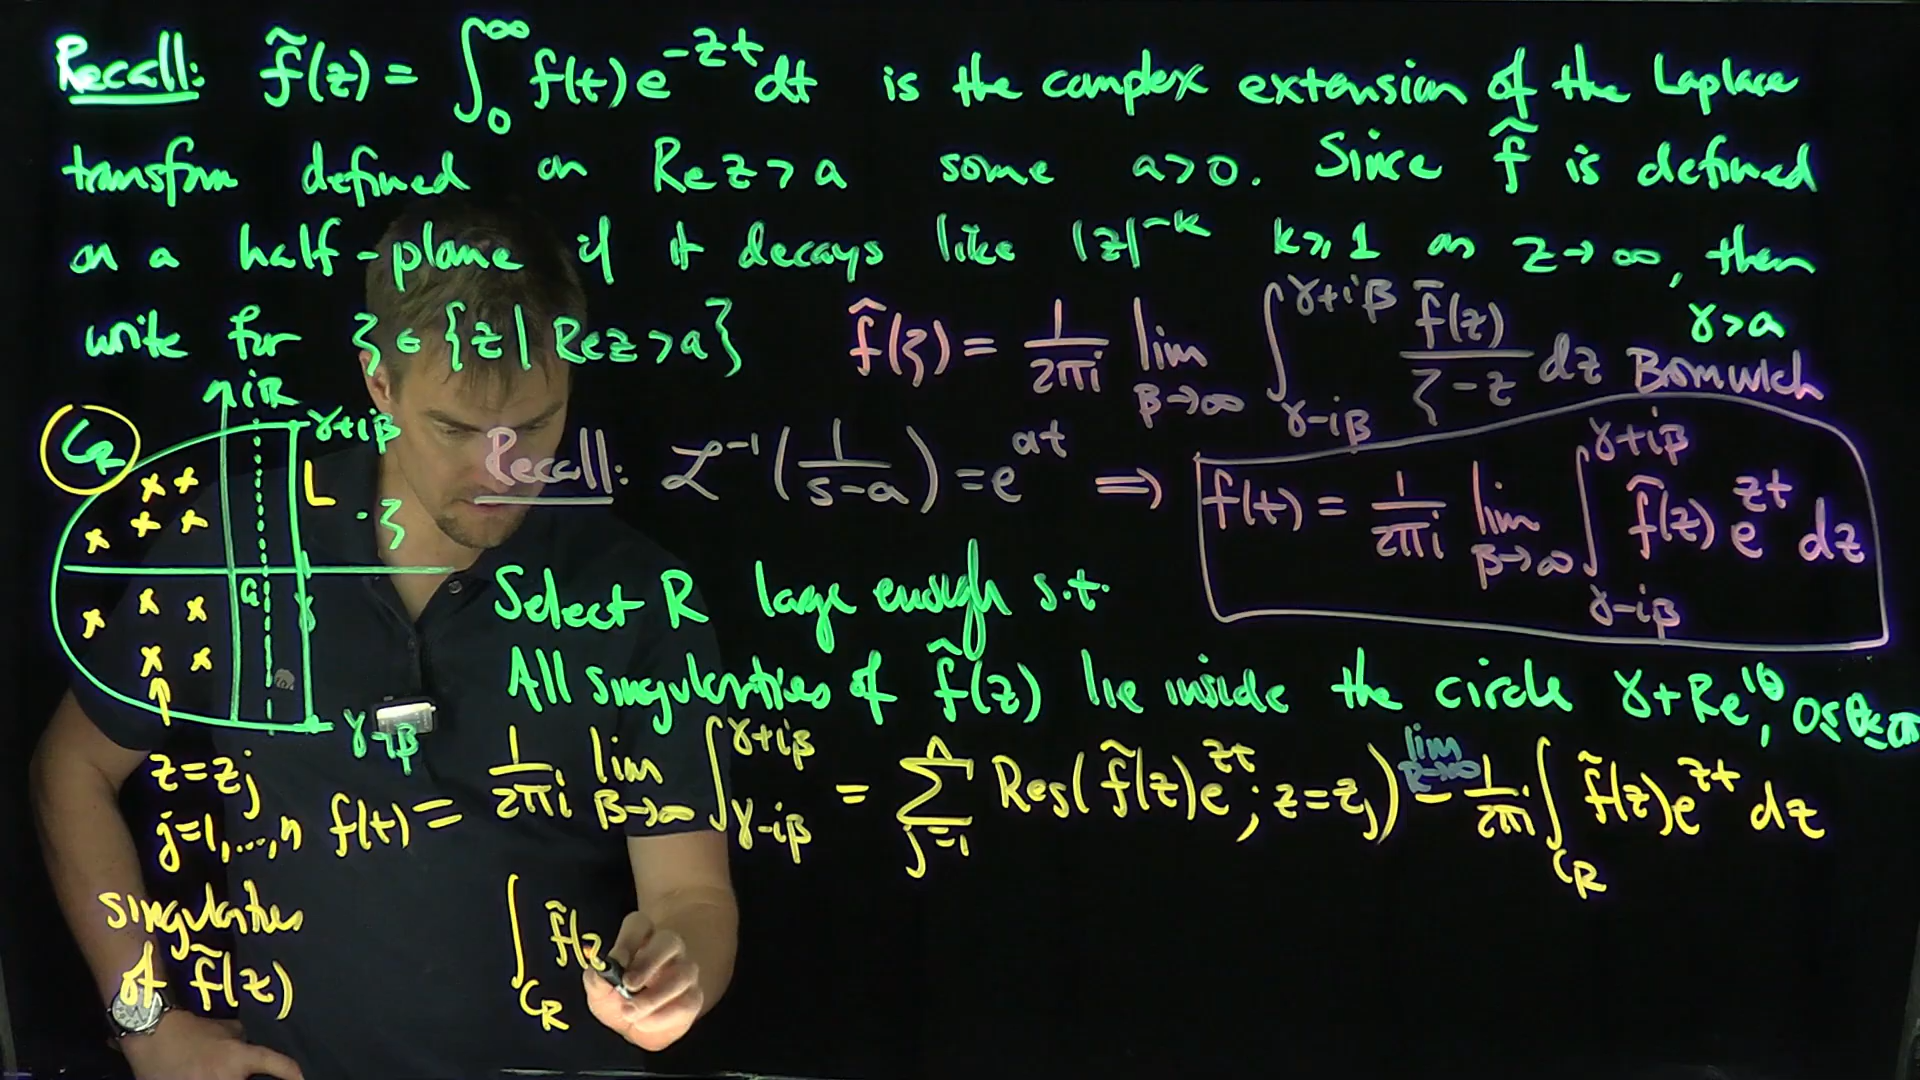 Recall: f̃(z) = ∫₀^∞ f(t) e^{-zt} dt is the complex extension of the Laplace
transform defined on Re z > a some a > 0. Since f̃ is defined
on a half-plane if it decays like |z|^{-k} k ≥ 1 as z → ∞, then
write for ζ ∈ {z | Re z > a} f̃(ζ) = 1/2πi lim_{β→∞} ∫_{γ-iβ}^{γ+iβ} f̃(z)/(ζ-z) dz γ > a
Bromwich
iR
C_R
γ+iβ
L
·ζ
a
γ
γ-iβ
Recall: ℒ^{-1}(1/(s-a)) = e^{at} ⟹ f(t) = 1/2πi lim_{β→∞} ∫_{γ-iβ}^{γ+iβ} f̃(z) e^{zt} dz
Select R large enough s.t.
All singularities of f̃(z) lie inside the circle γ + Re^{iθ},
z = z_j
j = 1, ..., n
singularities
of f̃(z)
f(t) = 1/2πi lim_{β→∞} ∫_{γ-iβ}^{γ+iβ} = ∑_{j=1}^{n} Res(f̃(z) e^{zt}; z = z_j) - lim_{R→∞} 1/2πi ∫_{C_R} f̃(z) e^{zt} dz
∫_{C_R} f̃(z